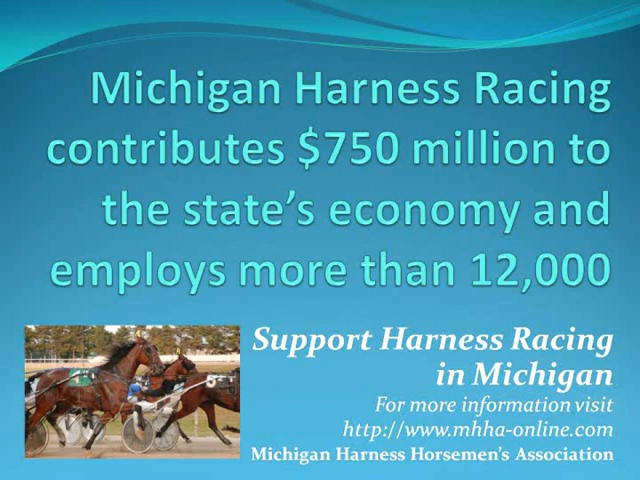 Michigan Harness Racing
contributes $750 million to
the state's economy and
employs more than 12,000
Support Harness Racing
in Michigan
For more information visit
http://www.mhha-online.com
Michigan Harness Horsemen's Association